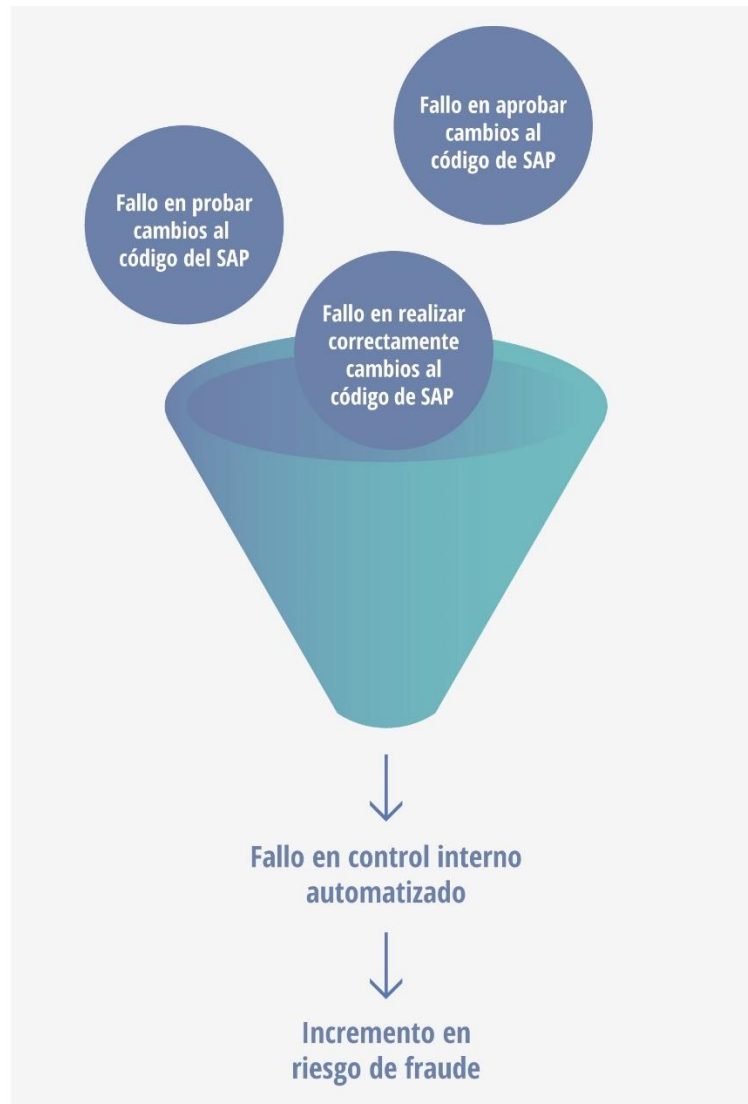 Fallo en aprobar
cambios al
código de SAP
Fallo en probar
cambios al
código del SAP
Fallo en realizar
correctamente
cambios al
código de SAP
Fallo en control interno
automatizado
Incremento en
riesgo de fraude